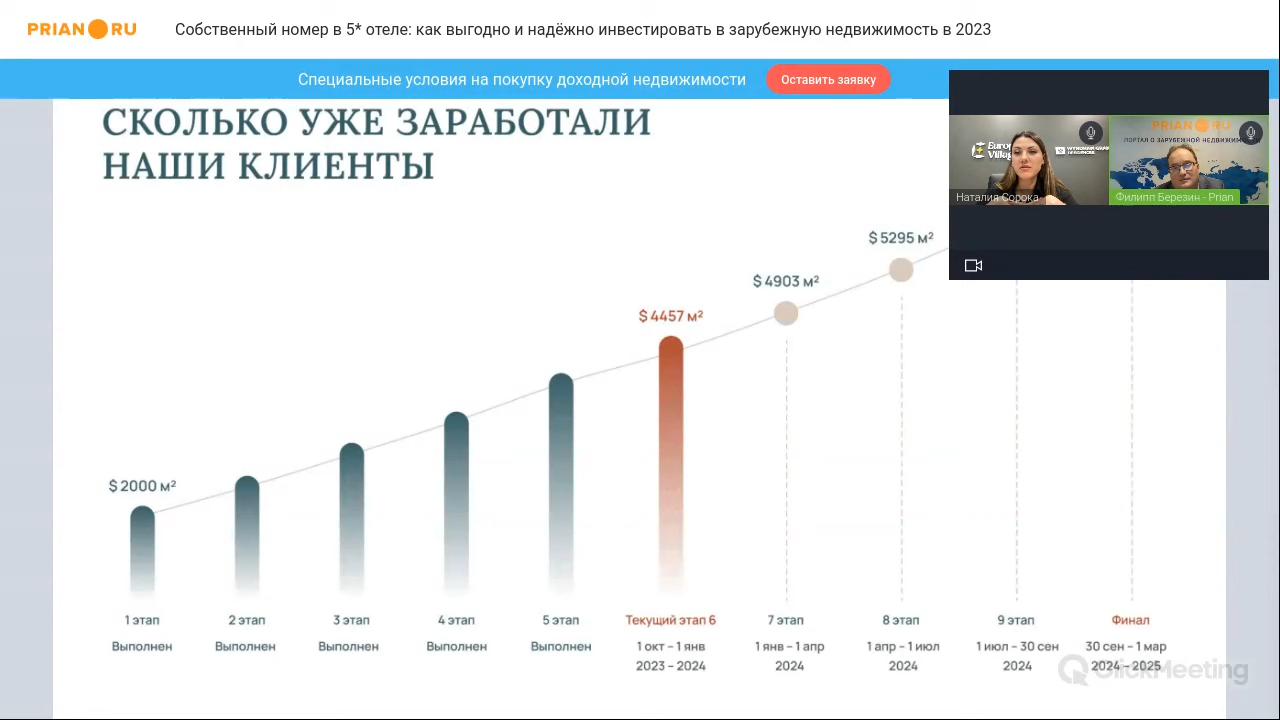 PRIAN RU
Собственный номер в 5* отеле: как выгодно и надёжно инвестировать в зарубежную недвижимость в 2023
Специальные условия на покупку доходной недвижимости
Оставить заявку
СКОЛЬКО УЖЕ ЗАРАБОТАЛИ
НАШИ КЛИЕНТЫ
PRIAN RU
ПОРТАЛ О ЗАРУБЕЖНОЙ
Наталия Сорока
Филипп Березин - Prian
$ 5295 м²
$ 4903 м²
$ 4457 м²
$ 2000 м²
1 этап
2 этап
3 этап
4 этап
5 этап
Текущий этап 6
7 этап
8 этап
9 этап
Финал
Выполнен
Выполнен
Выполнен
Выполнен
Выполнен
1 окт – 1 янв
2023 – 2024
1 янв – 1 апр
2024
1 апр – 1 июл
2024
1 июл – 30 сен
2024
30 сен – 1 мар
2024 – 2025
ClickMeeting